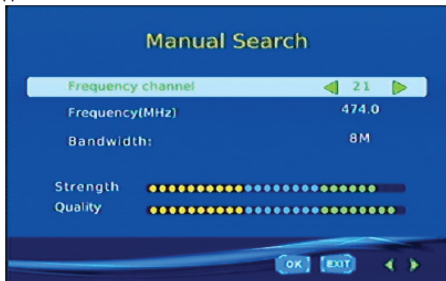 Manual Search
Frequency channel 21
Frequency(MHz) 474.0
Bandwidth: 8M
Strength
Quality
OK EXIT